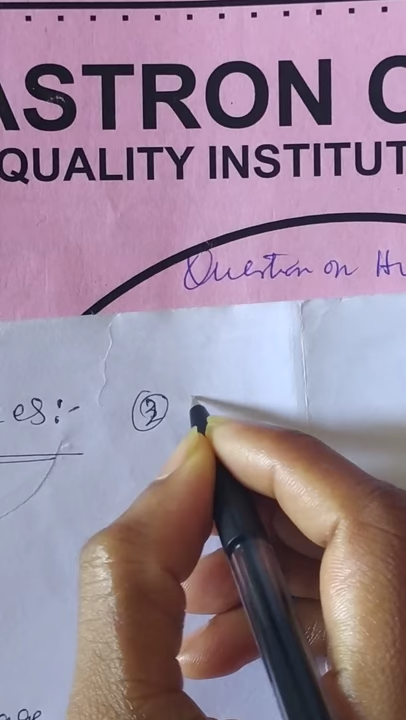 ASTRON C
QUALITY INSTITUT
Question on H
es:-
③